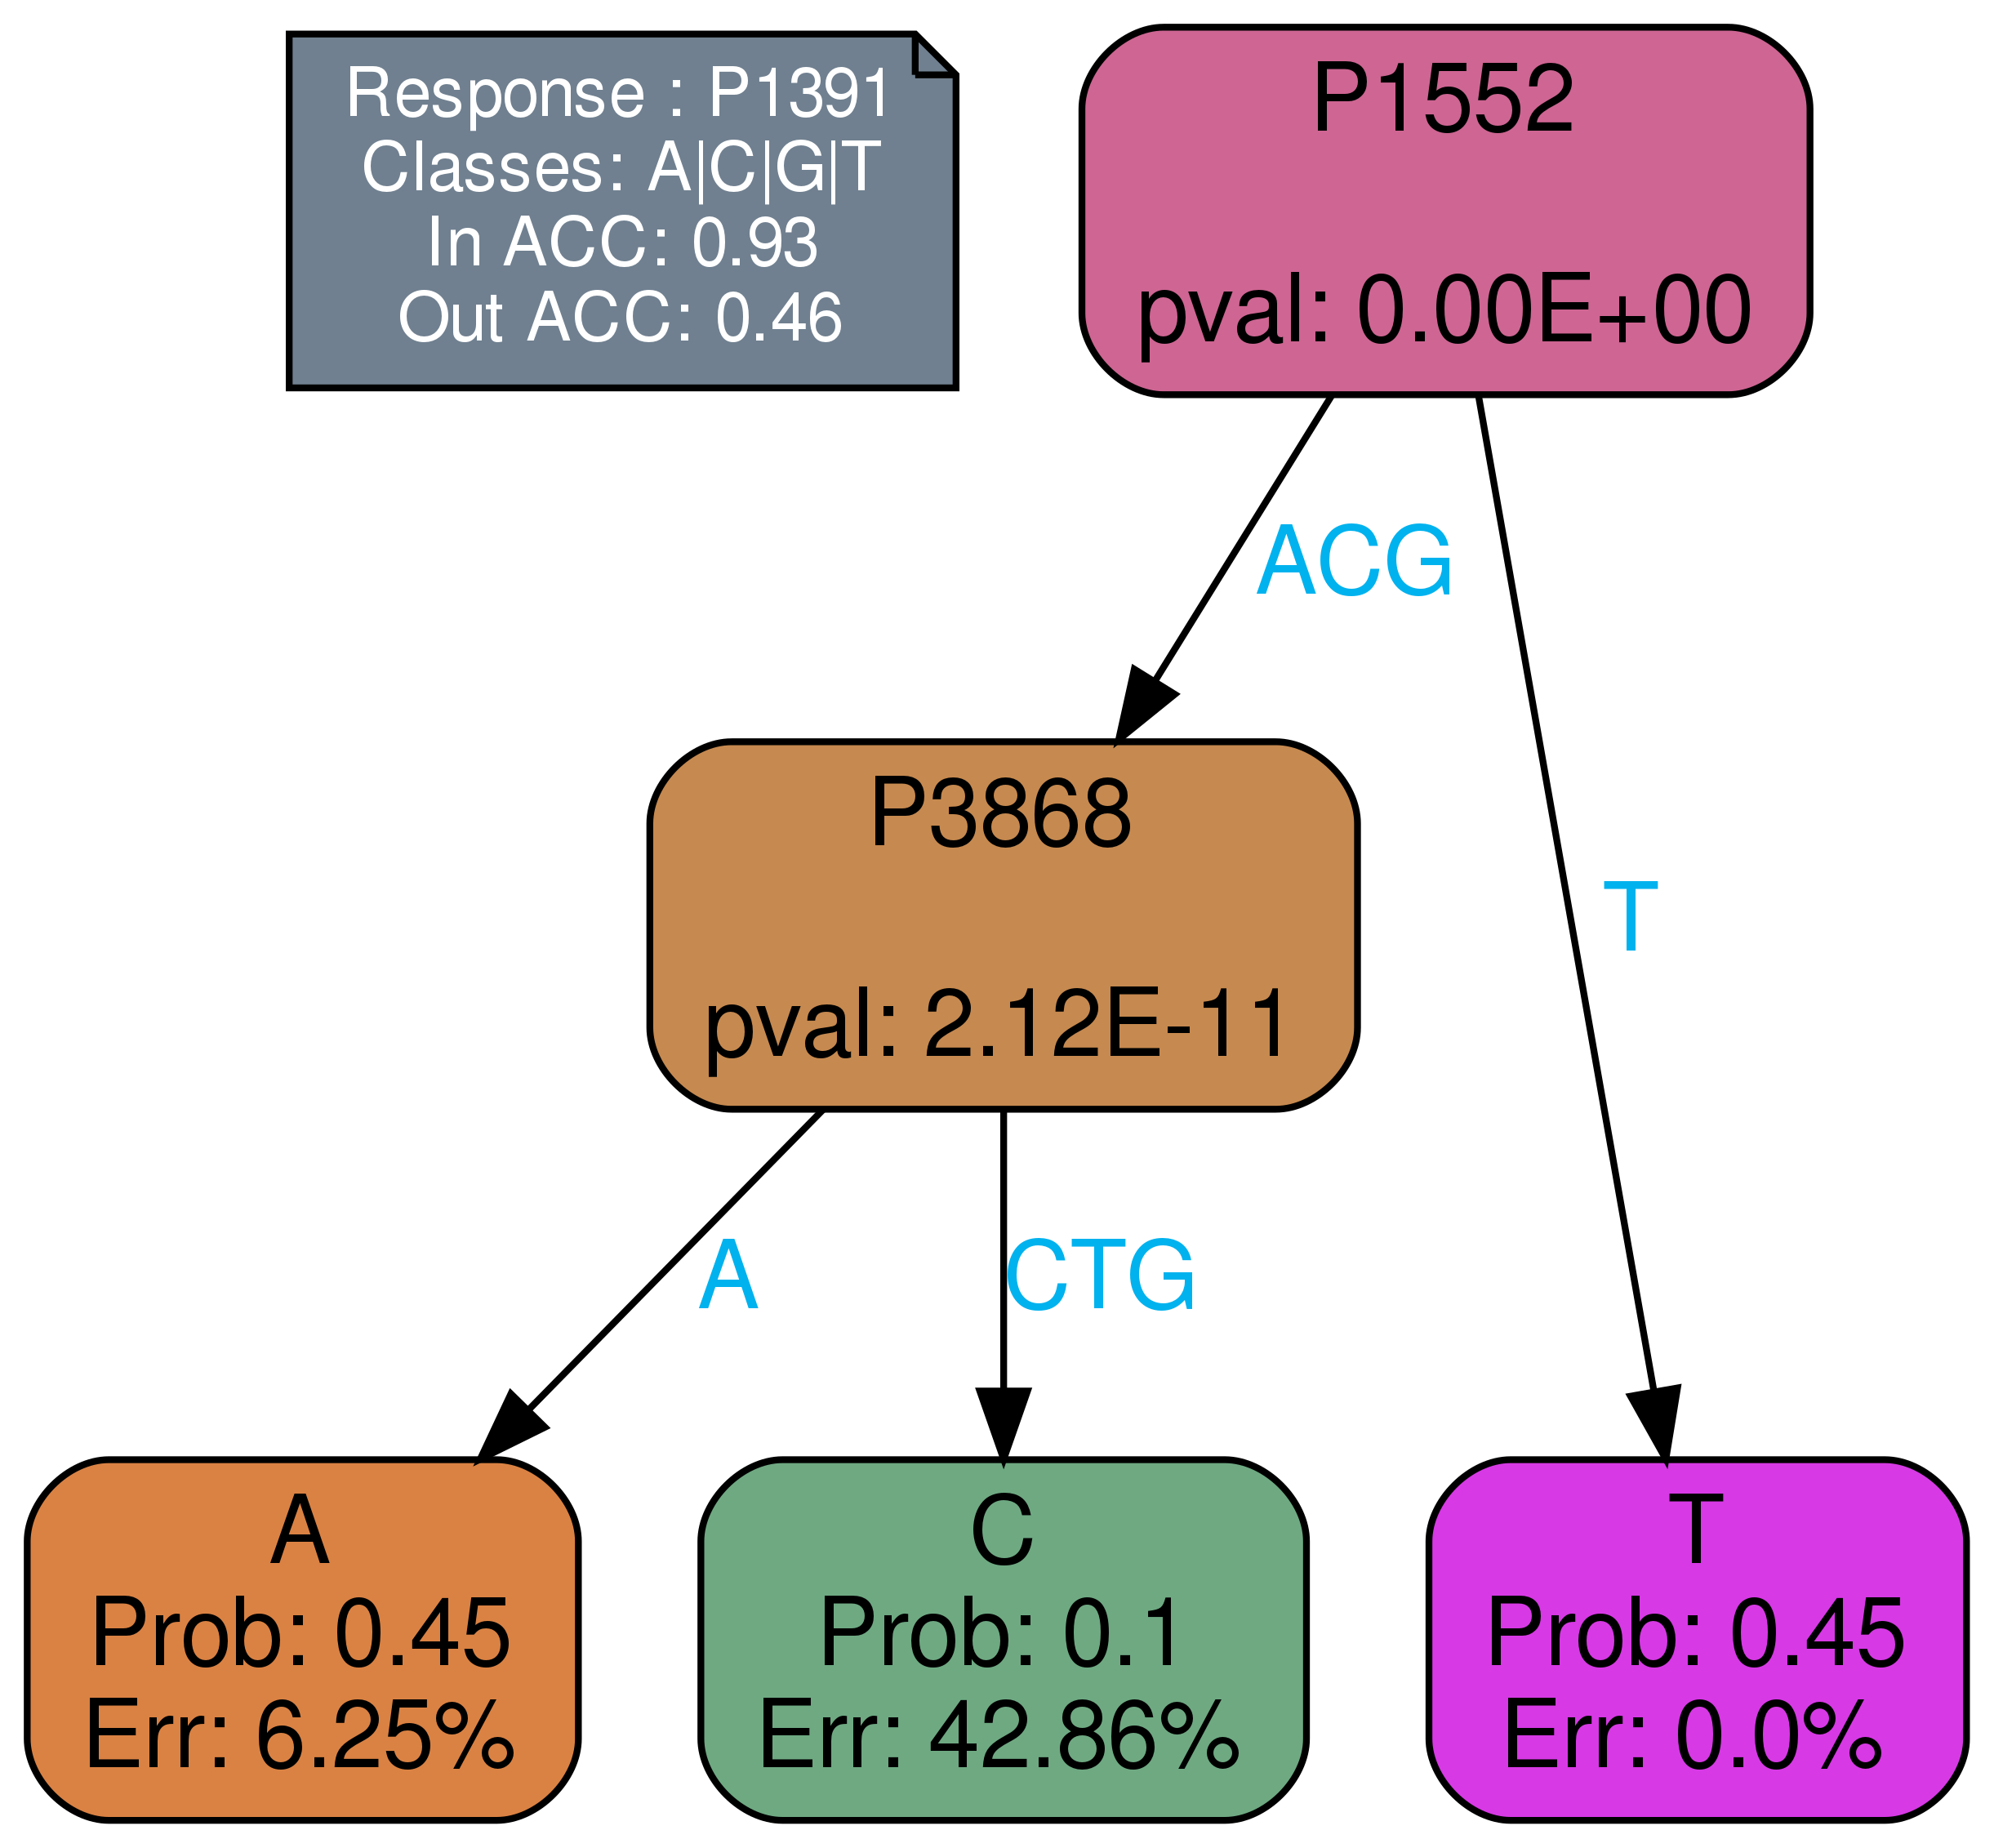 Response : P1391
Classes: A|C|G|T
In ACC: 0.93
Out ACC: 0.46
P1552
pval: 0.00E+00
ACG
T
P3868
pval: 2.12E-11
A
CTG
A
Prob: 0.45
Err: 6.25%
C
Prob: 0.1
Err: 42.86%
T
Prob: 0.45
Err: 0.0%